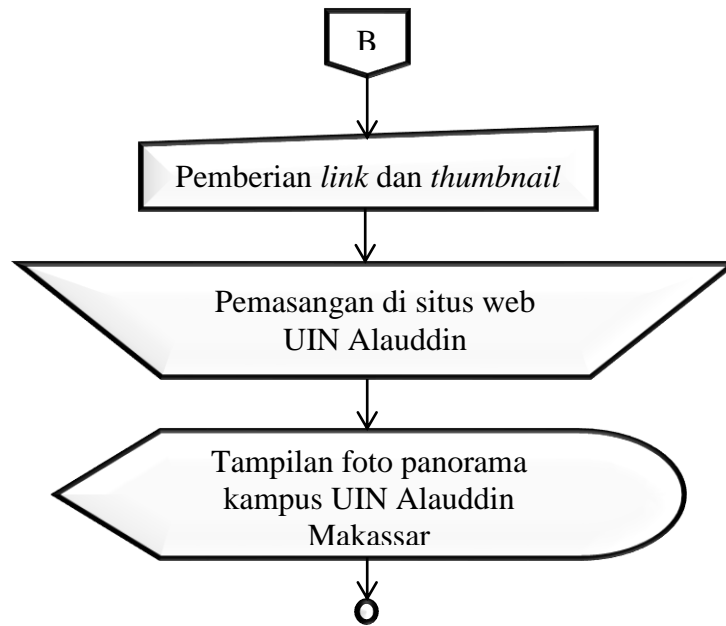 B
Pemberian link dan thumbnail
Pemasangan di situs web
UIN Alauddin
Tampilan foto panorama
kampus UIN Alauddin
Makassar